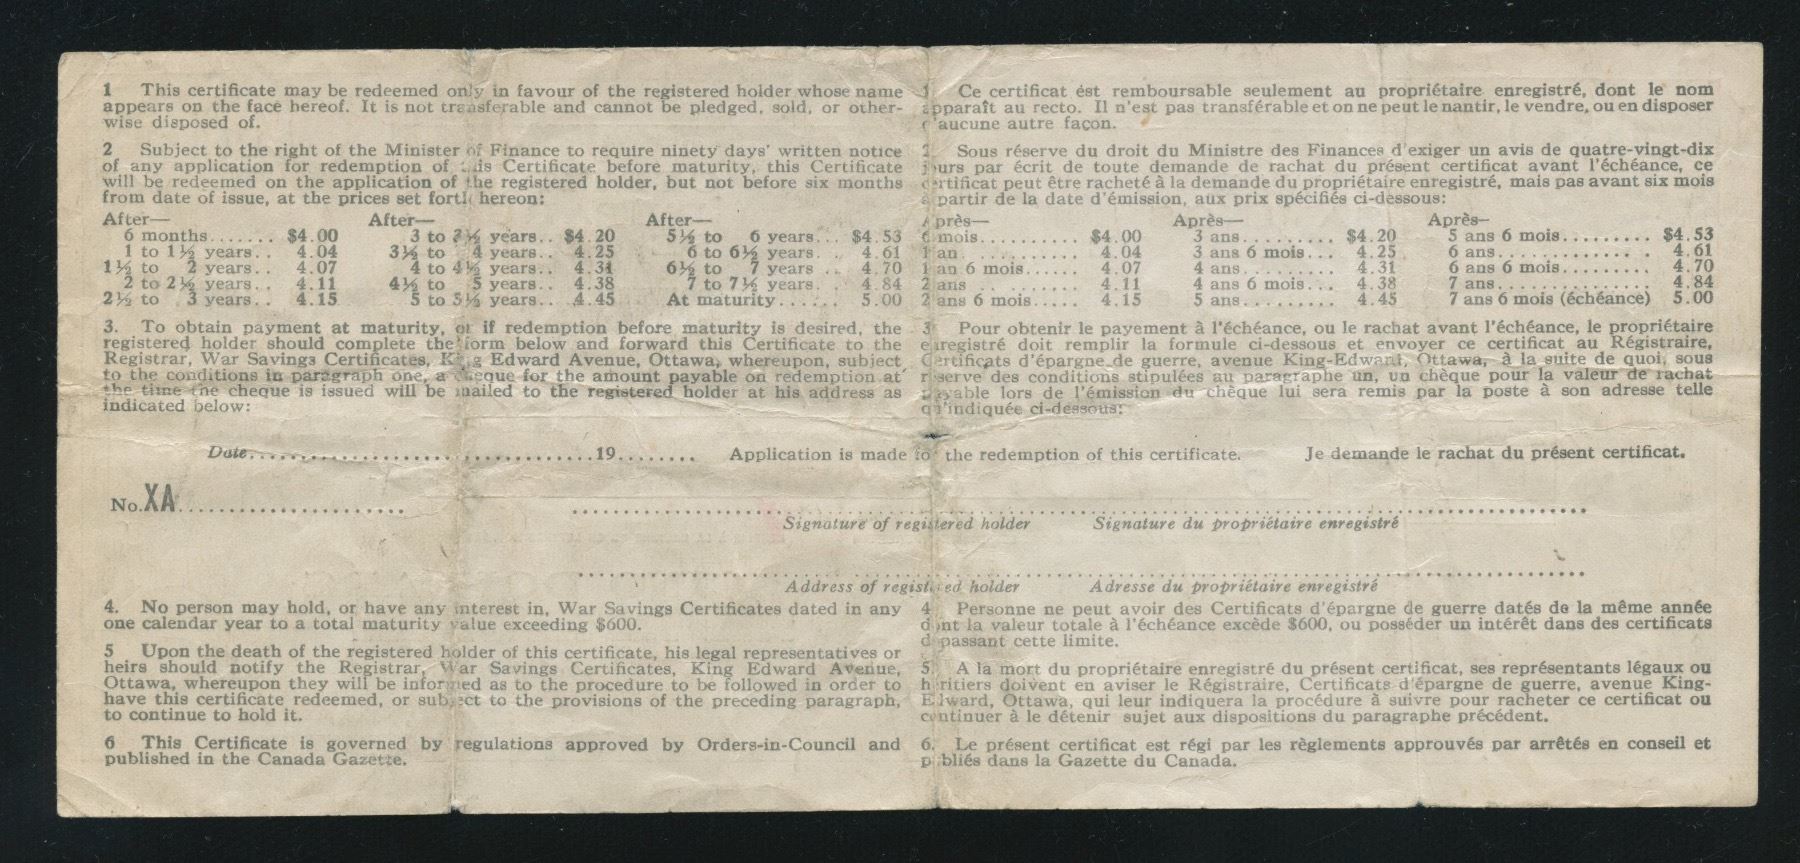 1 This certificate may be redeemed only in favour of the registered holder whose name
appears on the face hereof. It is not transferable and cannot be pledged, sold, or other-
wise disposed of.
2 Subject to the right of the Minister of Finance to require ninety days' written notice
of any application for redemption of this Certificate before maturity, this Certificate
will be redeemed on the application of the registered holder, but not before six months
from date of issue, at the prices set forth hereon:
After— After— After—
6 months....... $4.00 3 to 3½ years.. $4.20 5½ to 6 years... $4.53
1 to 1½ years.. 4.04 3½ to 4 years.. 4.25 6 to 6½ years... 4.61
1½ to 2 years.. 4.07 4 to 4½ years.. 4.31 6½ to 7 years 4.70
2 to 2½ years.. 4.11 4½ to 5 years.. 4.38 7 to 7½ years.. 4.84
2½ to 3 years.. 4.15 5 to 5½ years.. 4.45 At maturity...... 5.00
3. To obtain payment at maturity, or if redemption before maturity is desired, the
registered holder should complete the form below and forward this Certificate to the
Registrar, War Savings Certificates, King Edward Avenue, Ottawa, whereupon, subject
to the conditions in paragraph one, a cheque for the amount payable on redemption at
the time the cheque is issued will be mailed to the registered holder at his address as
indicated below:
1 Ce certificat est remboursable seulement au propriétaire enregistré, dont le nom
apparaît au recto. Il n'est pas transférable et on ne peut le nantir, le vendre, ou en disposer
d'aucune autre façon.
2 Sous réserve du droit du Ministre des Finances d'exiger un avis de quatre-vingt-dix
jours par écrit de toute demande de rachat du présent certificat avant l'échéance, ce
certificat peut être racheté à la demande du propriétaire enregistré, mais pas avant six mois
à partir de la date d'émission, aux prix spécifiés ci-dessous:
Après— Après— Après—
6 mois........... $4.00 3 ans.......... $4.20 5 ans 6 mois......... $4.53
1 an............ 4.04 3 ans 6 mois... 4.25 6 ans.............. 4.61
1 an 6 mois...... 4.07 4 ans.......... 4.31 6 ans 6 mois......... 4.70
2 ans........... 4.11 4 ans 6 mois... 4.38 7 ans.............. 4.84
2 ans 6 mois..... 4.15 5 ans.......... 4.45 7 ans 6 mois (échéance) 5.00
3 Pour obtenir le payement à l'échéance, ou le rachat avant l'échéance, le propriétaire
enregistré doit remplir la formule ci-dessous et envoyer ce certificat au Régistraire,
Certificats d'épargne de guerre, avenue King-Edward, Ottawa, à la suite de quoi, sous
réserve des conditions stipulées au paragraphe un, un chèque pour la valeur de rachat
payable lors de l'émission du chèque lui sera remis par la poste à son adresse telle
qu'indiquée ci-dessous:
Date..................................19........ Application is made for the redemption of this certificate. Je demande le rachat du présent certificat.
No. XA.......................
Signature of registered holder Signature du propriétaire enregistré
Address of registered holder Adresse du propriétaire enregistré
4. No person may hold, or have any interest in, War Savings Certificates dated in any
one calendar year to a total maturity value exceeding $600.
5 Upon the death of the registered holder of this certificate, his legal representatives or
heirs should notify the Registrar, War Savings Certificates, King Edward Avenue,
Ottawa, whereupon they will be informed as to the procedure to be followed in order to
have this certificate redeemed, or subject to the provisions of the preceding paragraph,
to continue to hold it.
6 This Certificate is governed by regulations approved by Orders-in-Council and
published in the Canada Gazette.
4 Personne ne peut avoir des Certificats d'épargne de guerre datés de la même année
dont la valeur totale à l'échéance excède $600, ou posséder un intérêt dans des certificats
dépassant cette limite.
5. A la mort du propriétaire enregistré du présent certificat, ses représentants légaux ou
héritiers doivent en aviser le Régistraire, Certificats d'épargne de guerre, avenue King-
Edward, Ottawa, qui leur indiquera la procédure à suivre pour racheter ce certificat ou
continuer à le détenir sujet aux dispositions du paragraphe précédent.
6. Le présent certificat est régi par les règlements approuvés par arrêtés en conseil et
publiés dans la Gazette du Canada.